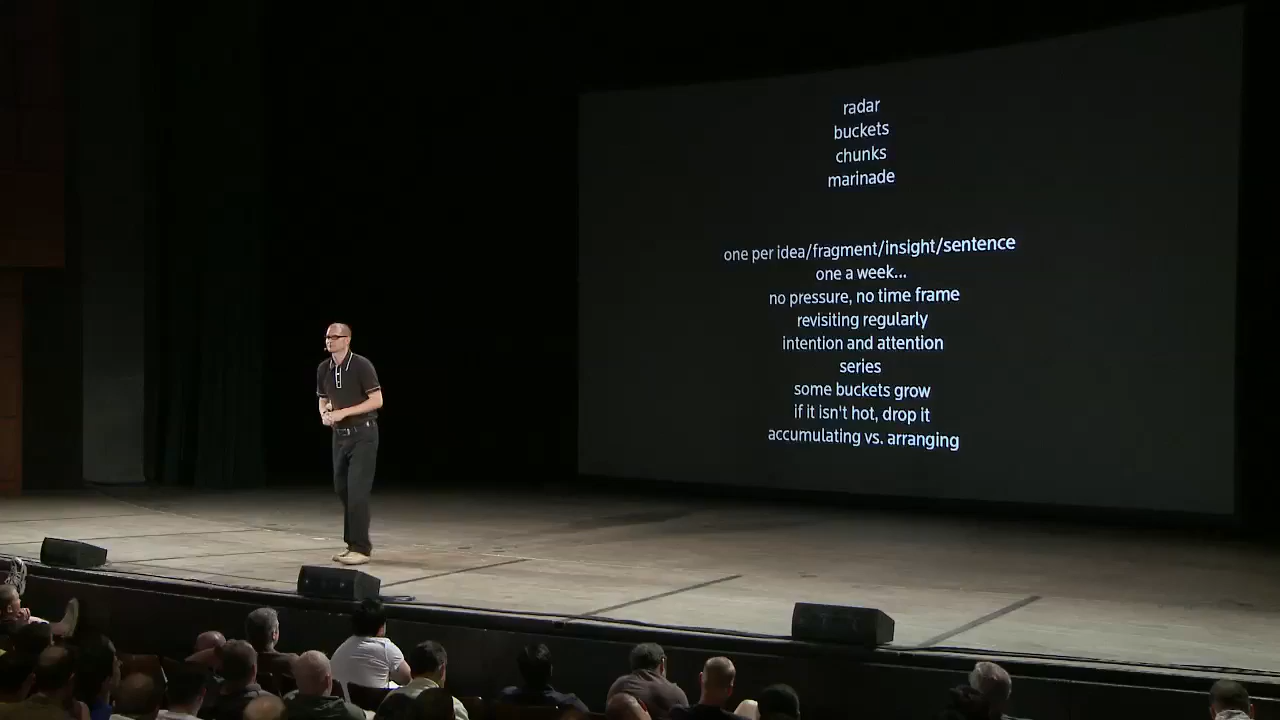 radar
buckets
chunks
marinade
one per idea/fragment/insight/sentence
one a week...
no pressure, no time frame
revisiting regularly
intention and attention
series
some buckets grow
if it isn't hot, drop it
accumulating vs. arranging